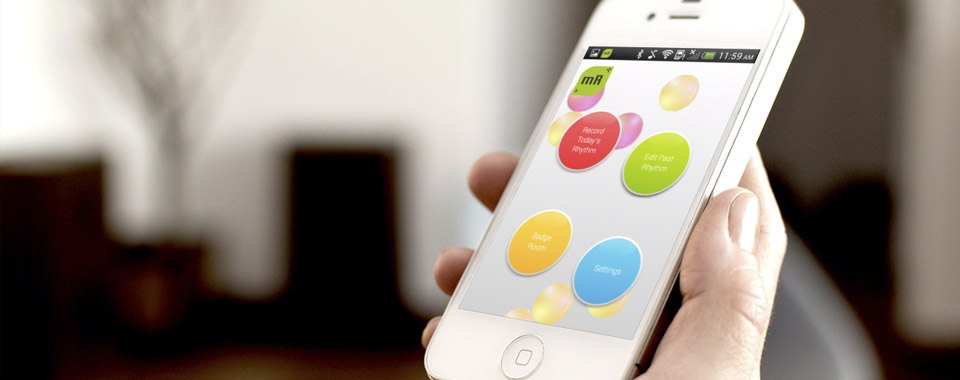 11:59 AM
mR
Record
Today's
Rhythm
Edit Past
Rhythm
Badge
Room
Settings